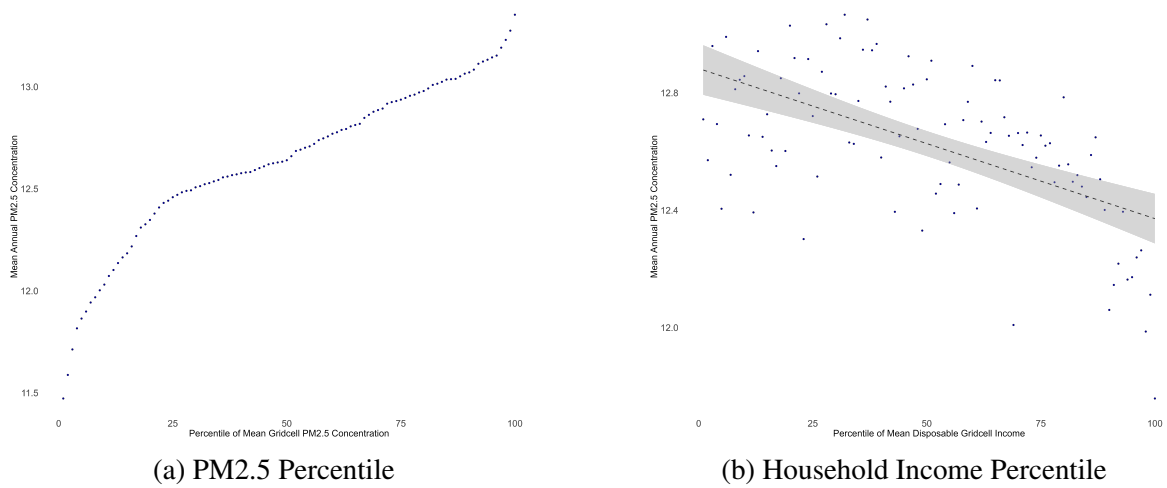 Mean Annual PM2.5 Concentration
13.0
12.5
12.0
11.5
0 25 50 75 100
Percentile of Mean Gridcell PM2.5 Concentration
(a) PM2.5 Percentile
Mean Annual PM2.5 Concentration
12.8
12.4
12.0
0 25 50 75 100
Percentile of Mean Disposable Gridcell Income
(b) Household Income Percentile